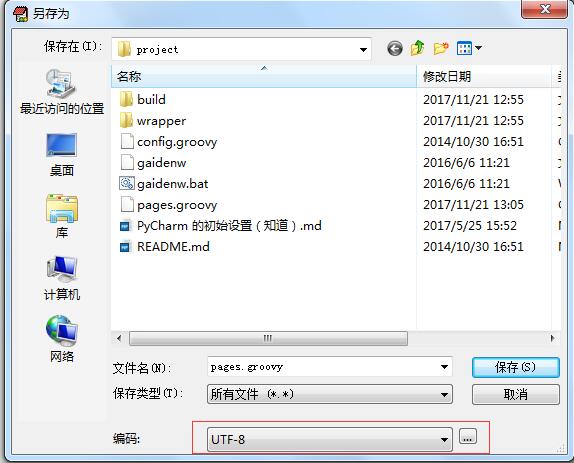 另存为
保存在(I):
project
名称
修改日期
最近访问的位置
桌面
库
计算机
网络
build 2017/11/21 12:55
wrapper 2017/11/21 12:55
config.groovy 2014/10/30 16:51
gaidenw 2016/6/6 11:21
gaidenw.bat 2016/6/6 11:21
pages.groovy 2017/11/21 13:05
PyCharm 的初始设置（知道）.md 2017/5/25 15:52
README.md 2014/10/30 16:51
文件名(N): pages.groovy 保存(S)
保存类型(T): 所有文件 (*.*) 取消
编码: UTF-8 ...